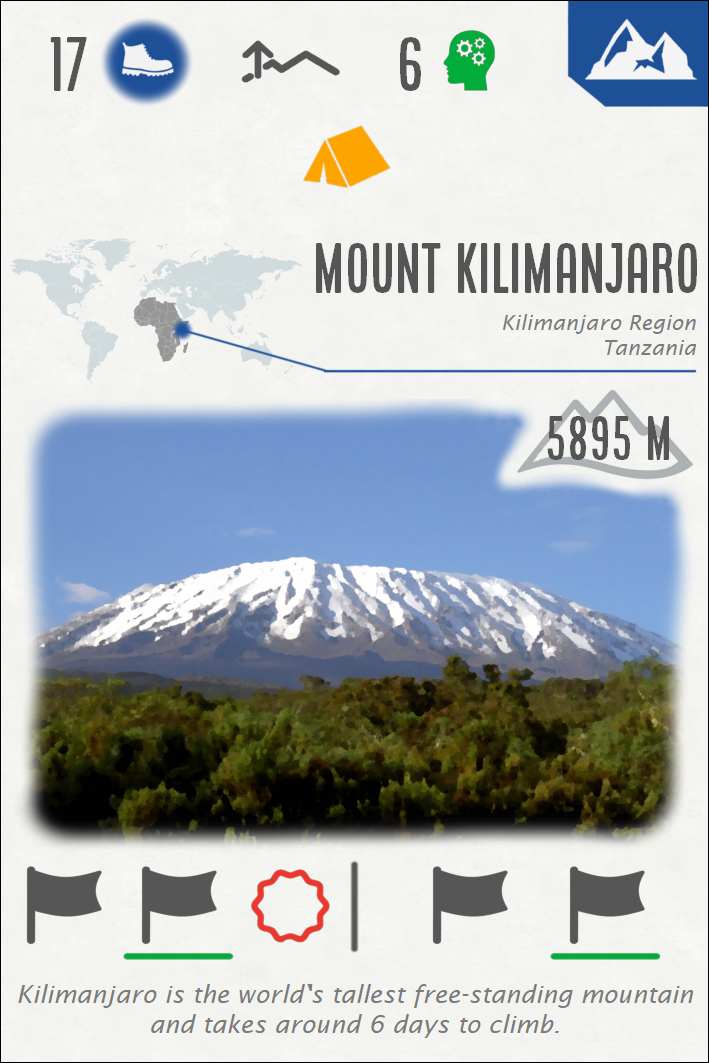 17
6
MOUNT KILIMANJARO
Kilimanjaro Region
Tanzania
5895 M
Kilimanjaro is the world's tallest free-standing mountain
and takes around 6 days to climb.